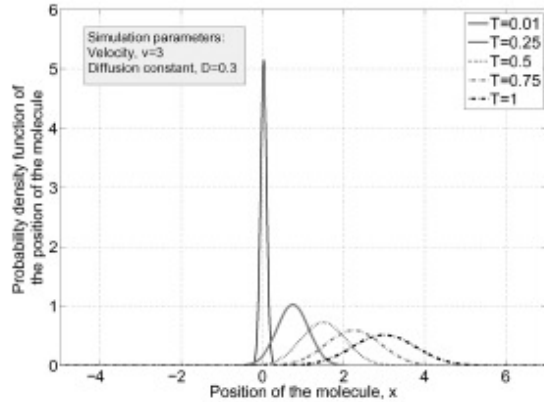 Simulation parameters:
Velocity, v=3
Diffusion constant, D=0.3
T=0.01
T=0.25
T=0.5
T=0.75
T=1
Probability density function of
the position of the molecule
6
5
4
3
2
1
0
−4
−2
0
2
4
6
Position of the molecule, x